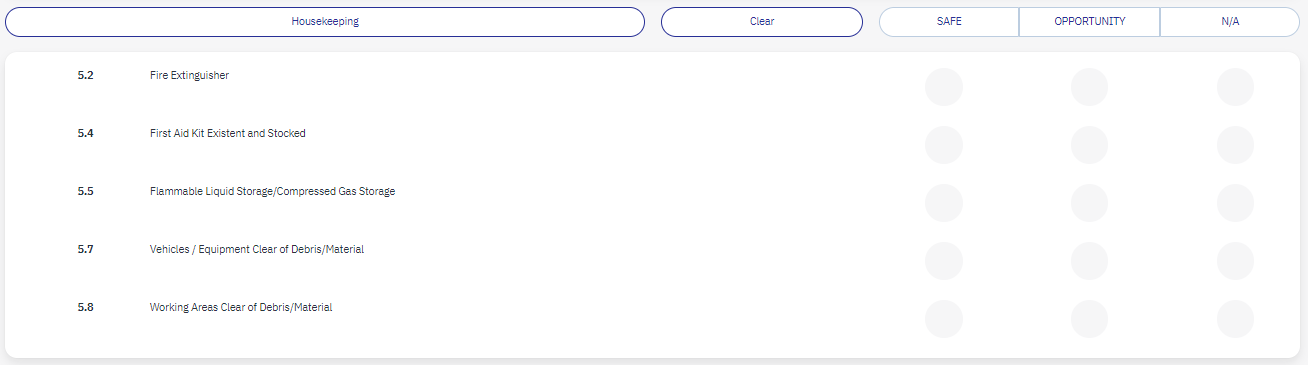 Housekeeping Clear SAFE OPPORTUNITY N/A
5.2 Fire Extinguisher
5.4 First Aid Kit Existent and Stocked
5.5 Flammable Liquid Storage/Compressed Gas Storage
5.7 Vehicles / Equipment Clear of Debris/Material
5.8 Working Areas Clear of Debris/Material